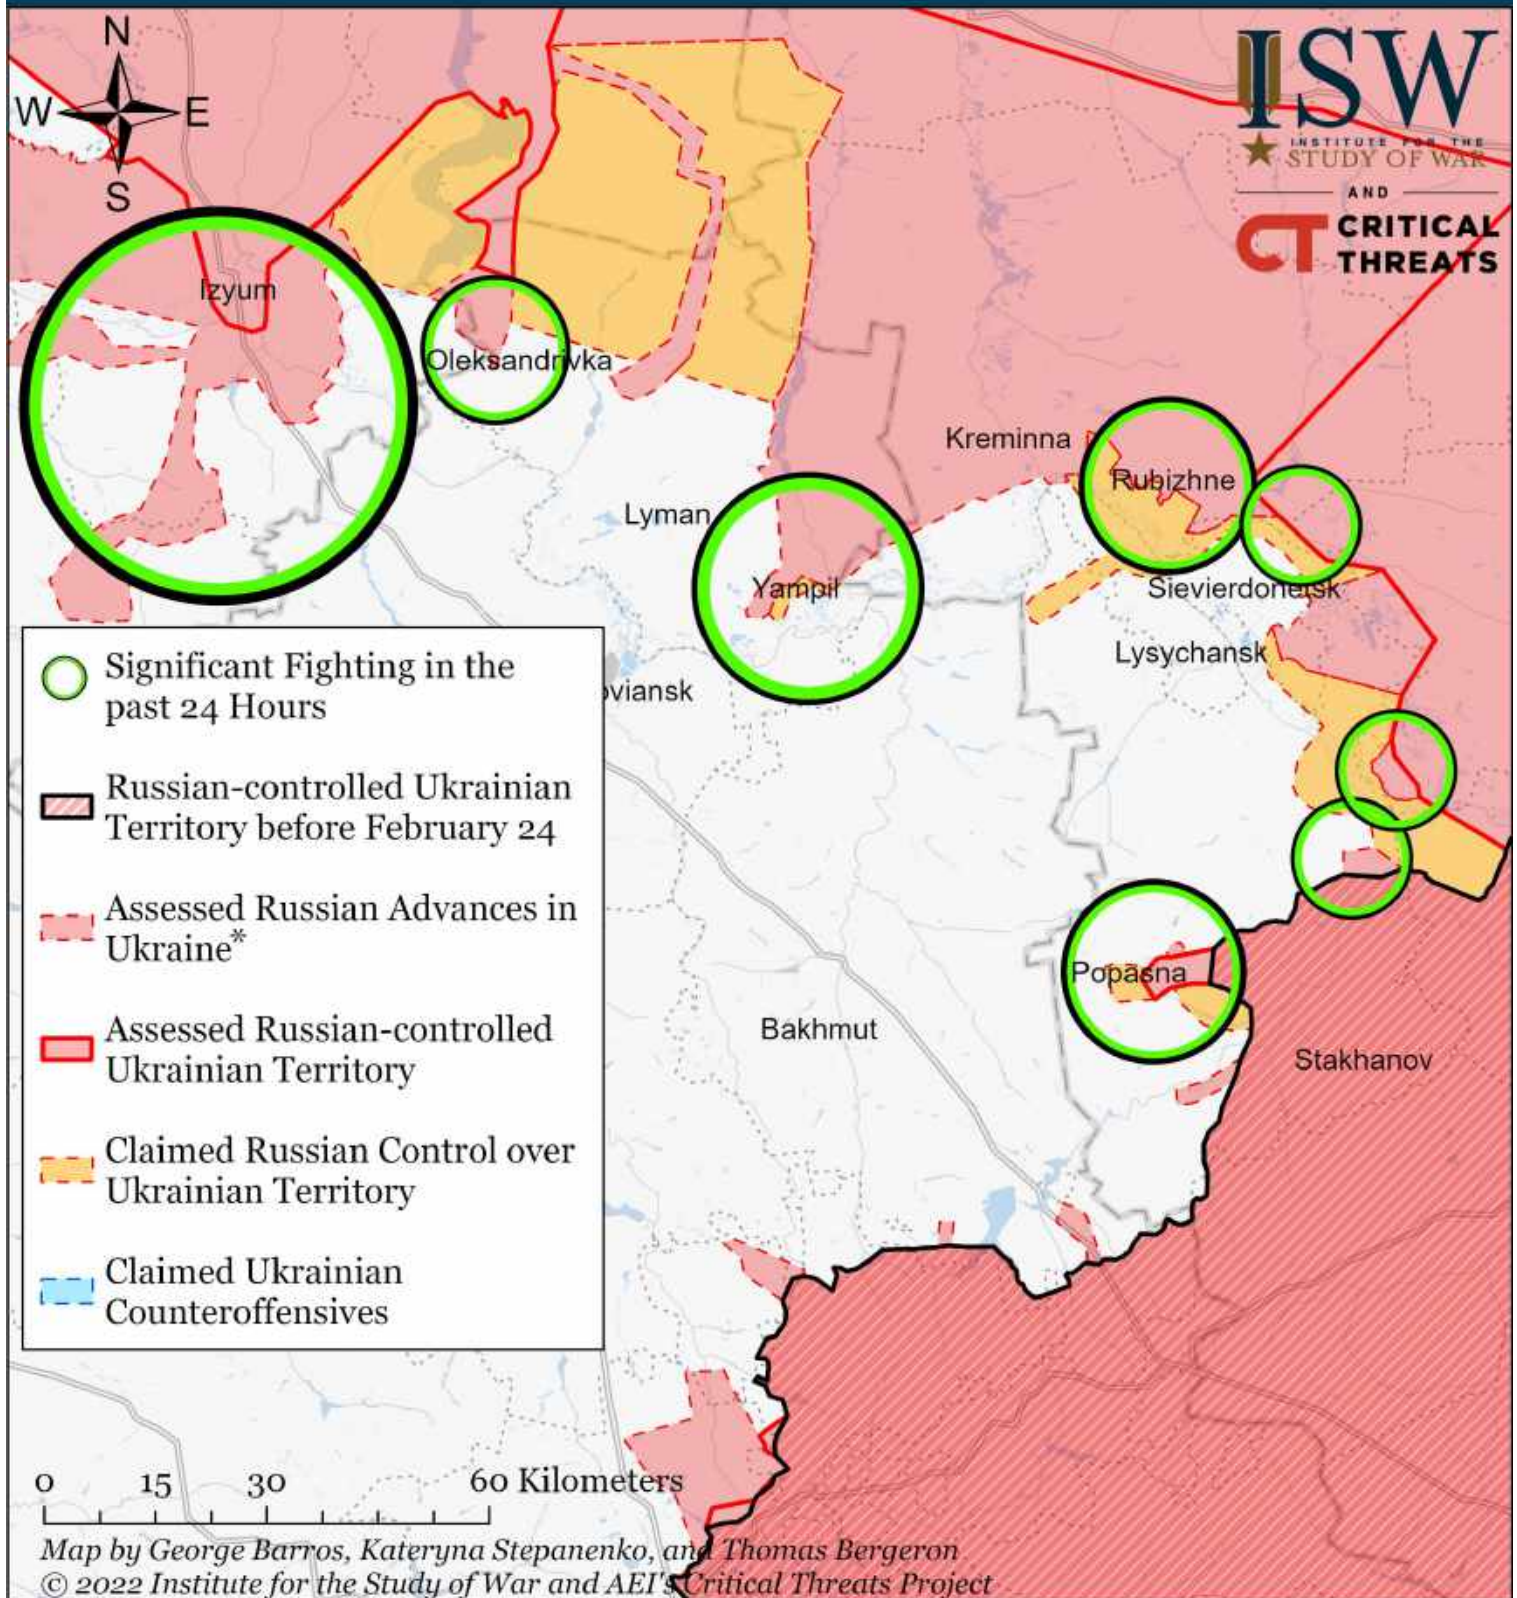 N
W E
S
ISW
INSTITUTE FOR THE
STUDY OF WAR
AND
CT CRITICAL
THREATS
Izyum
Oleksandrivka
Kreminna
Rubizhne
Lyman
Yampil
Sievierdonetsk
Lysychansk
oviansk
Popasna
Bakhmut
Stakhanov
Significant Fighting in the
past 24 Hours
Russian-controlled Ukrainian
Territory before February 24
Assessed Russian Advances in
Ukraine*
Assessed Russian-controlled
Ukrainian Territory
Claimed Russian Control over
Ukrainian Territory
Claimed Ukrainian
Counteroffensives
0 15 30 60 Kilometers
Map by George Barros, Kateryna Stepanenko, and Thomas Bergeron
© 2022 Institute for the Study of War and AEI's Critical Threats Project